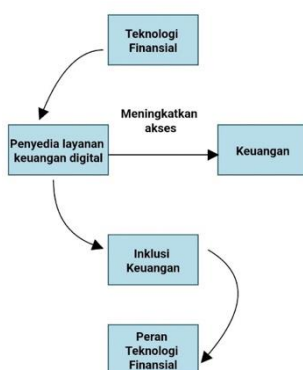 Teknologi
Finansial
Meningkatkan
akses
Penyedia layanan
keuangan digital
Keuangan
Inklusi
Keuangan
Peran
Teknologi
Finansial